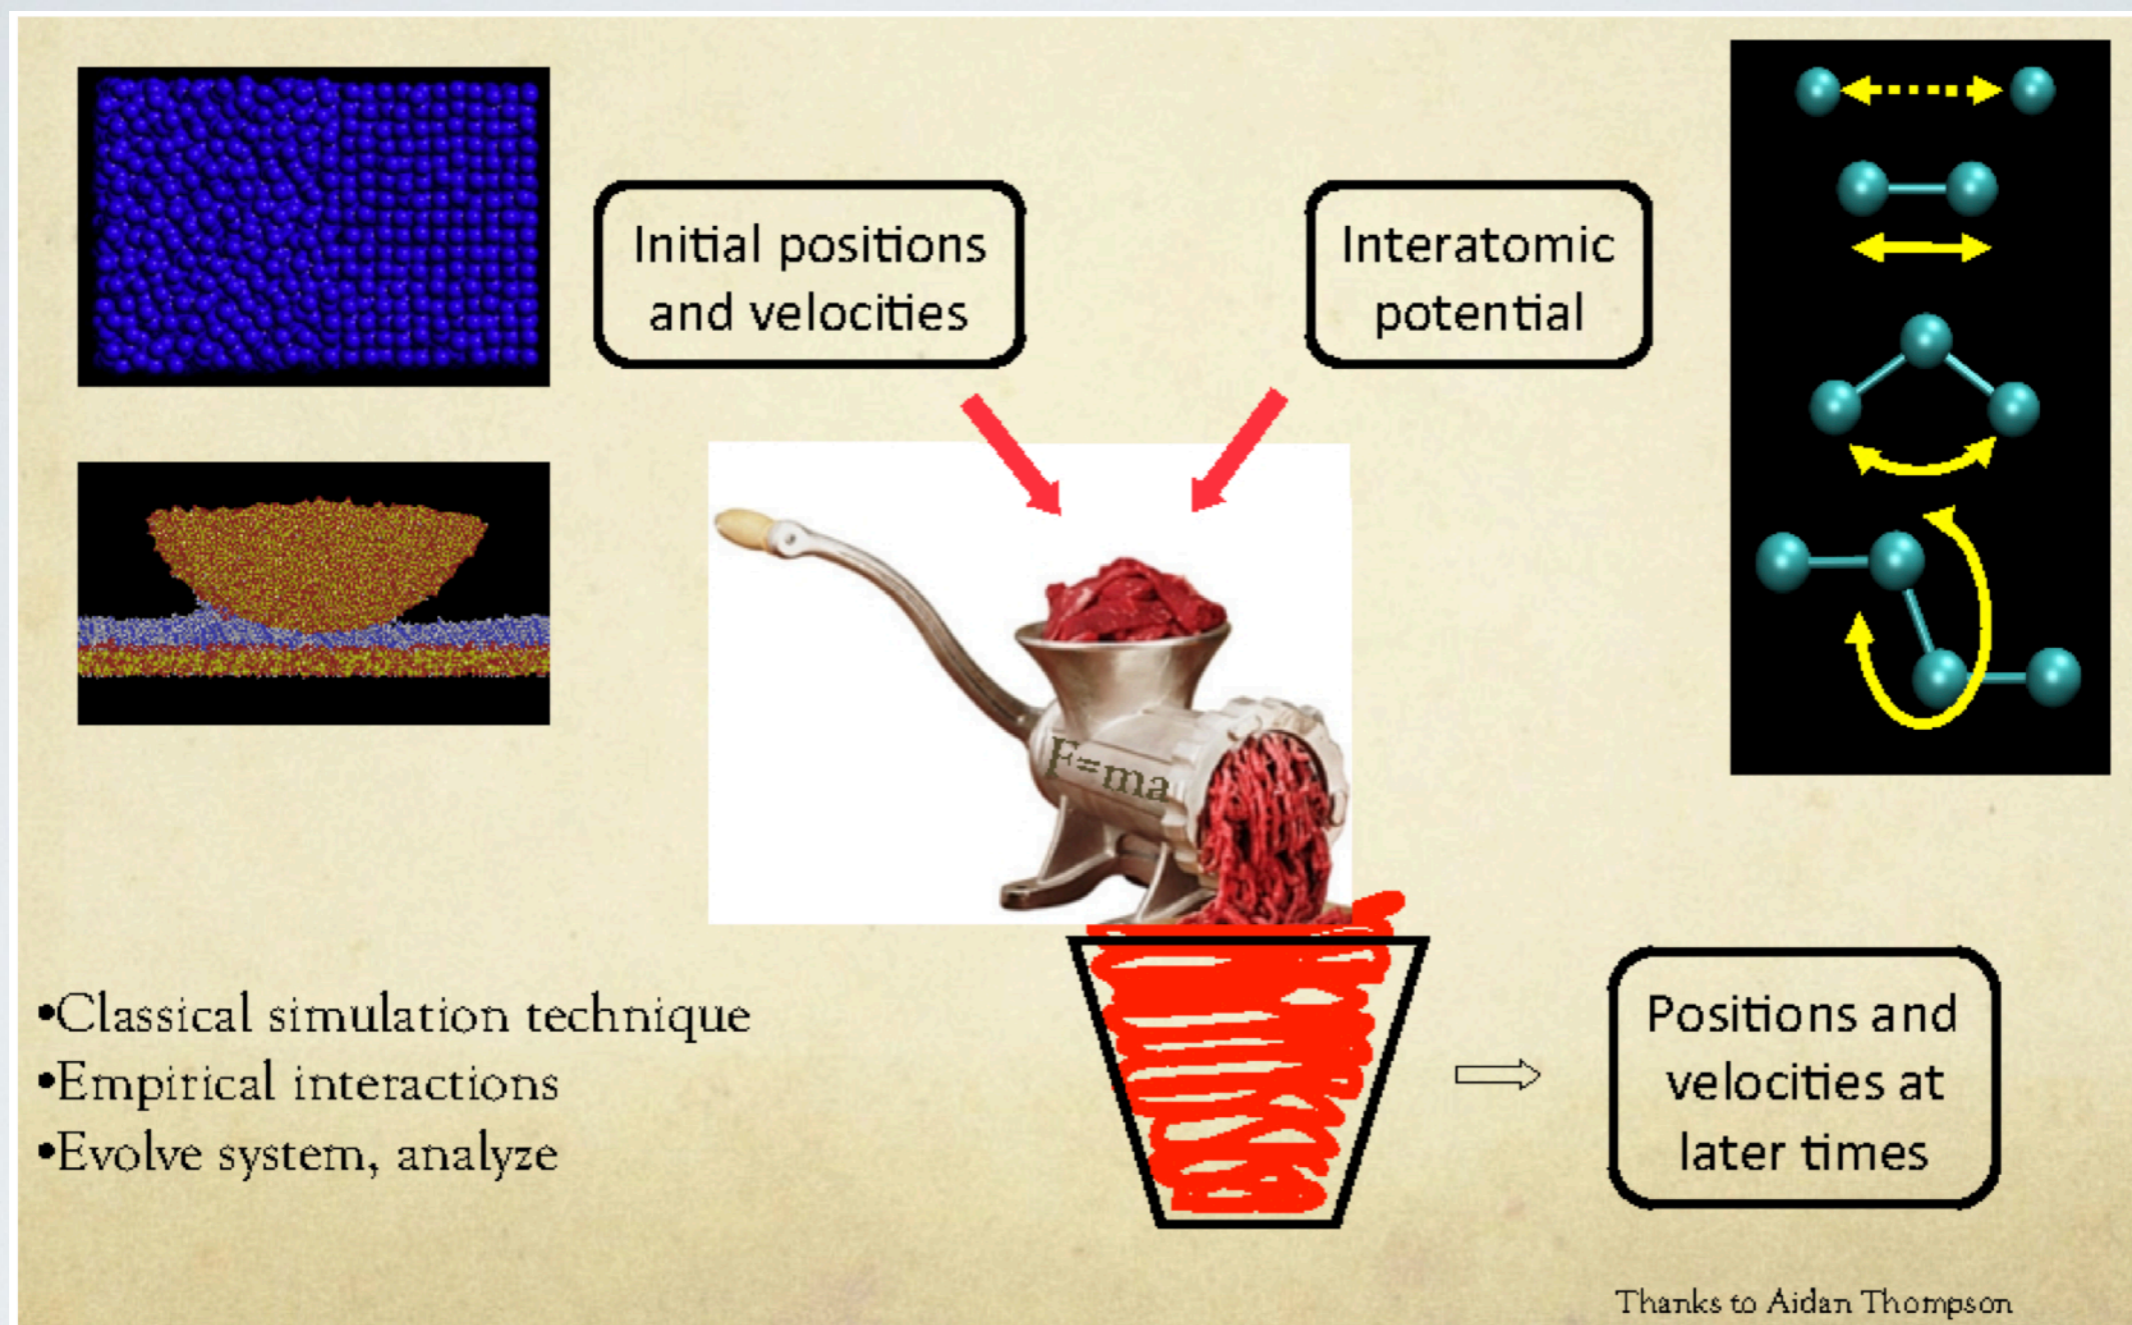 Initial positions
and velocities
Interatomic
potential
F=ma
•Classical simulation technique
•Empirical interactions
•Evolve system, analyze
Positions and
velocities at
later times
Thanks to Aidan Thompson